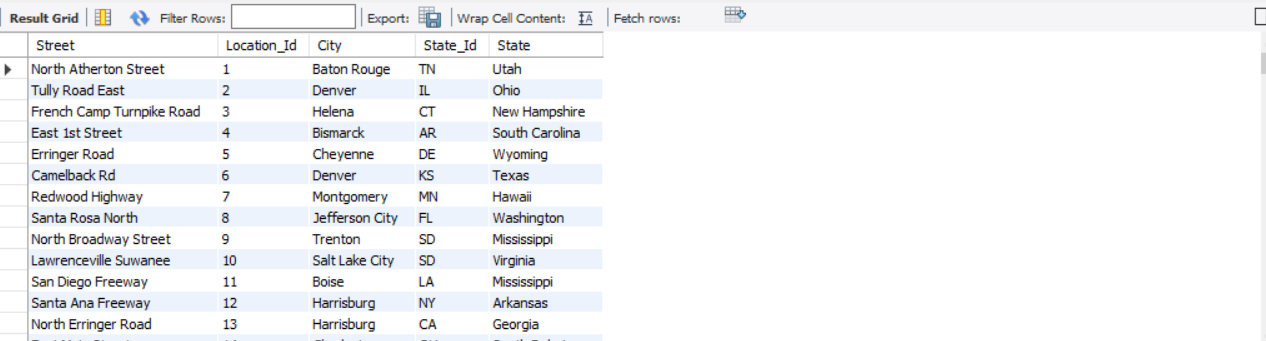 Result Grid Filter Rows: Export: Wrap Cell Content: IA Fetch rows:
Street Location_Id City State_Id State
North Atherton Street 1 Baton Rouge TN Utah
Tully Road East 2 Denver IL Ohio
French Camp Turnpike Road 3 Helena CT New Hampshire
East 1st Street 4 Bismarck AR South Carolina
Erringer Road 5 Cheyenne DE Wyoming
Camelback Rd 6 Denver KS Texas
Redwood Highway 7 Montgomery MN Hawaii
Santa Rosa North 8 Jefferson City FL Washington
North Broadway Street 9 Trenton SD Mississippi
Lawrenceville Suwanee 10 Salt Lake City SD Virginia
San Diego Freeway 11 Boise LA Mississippi
Santa Ana Freeway 12 Harrisburg NY Arkansas
North Erringer Road 13 Harrisburg CA Georgia